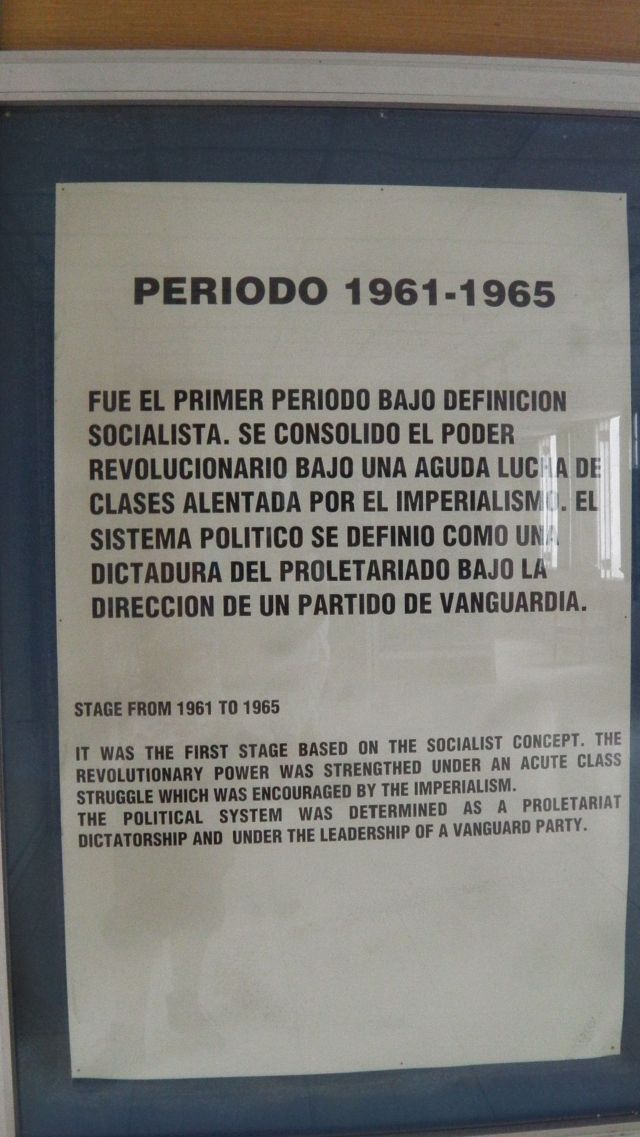 PERIODO 1961-1965
FUE EL PRIMER PERIODO BAJO DEFINICION
SOCIALISTA. SE CONSOLIDO EL PODER
REVOLUCIONARIO BAJO UNA AGUDA LUCHA DE
CLASES ALENTADA POR EL IMPERIALISMO. EL
SISTEMA POLITICO SE DEFINIO COMO UNA
DICTADURA DEL PROLETARIADO BAJO LA
DIRECCION DE UN PARTIDO DE VANGUARDIA.
STAGE FROM 1961 TO 1965
IT WAS THE FIRST STAGE BASED ON THE SOCIALIST CONCEPT. THE
REVOLUTIONARY POWER WAS STRENGTHED UNDER AN ACUTE CLASS
STRUGGLE WHICH WAS ENCOURAGED BY THE IMPERIALISM.
THE POLITICAL SYSTEM WAS DETERMINED AS A PROLETARIAT
DICTATORSHIP AND UNDER THE LEADERSHIP OF A VANGUARD PARTY.